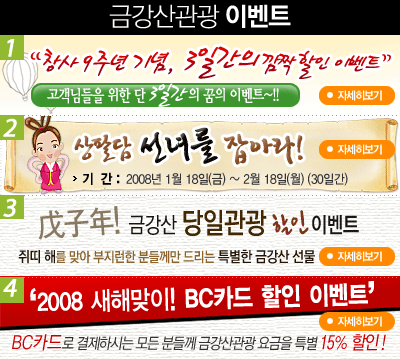 금강산관광 이벤트
1
"창사 9주년 기념, 3일간의 깜짝 할인 이벤트"
고객님들을 위한 단 3일간의 꿈의 이벤트~!!
자세히보기
2
상팔담 선녀를 잡아라!
자세히보기
> 기 간 : 2008년 1월 18일(금) ~ 2월 18일(월) (30일간)
3
戊子年! 금강산 당일관광 할인 이벤트
쥐띠 해를 맞아 부지런한 분들께만 드리는 특별한 금강산 선물
자세히보기
4
'2008 새해맞이! BC카드 할인 이벤트'
자세히보기
BC카드로 결제하시는 모든 분들께 금강산관광 요금을 특별 15% 할인!